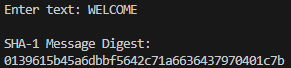 Enter text: WELCOME
SHA-1 Message Digest:
0139615b45a6dbbf5642c71a6636437970401c7b